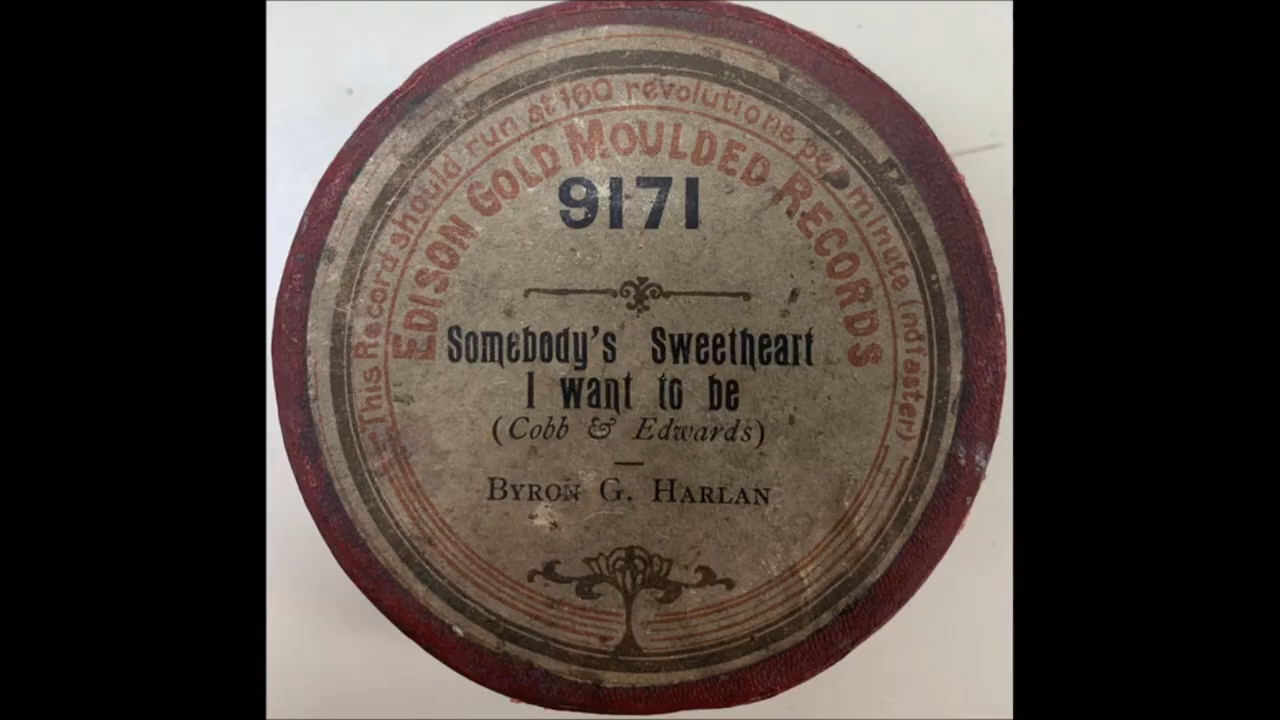 This Record should run at 160 revolutions per minute (no faster)
EDISON GOLD MOULDED RECORDS
9171
Somebody's Sweetheart
I want to be
(Cobb & Edwards)
BYRON G. HARLAN